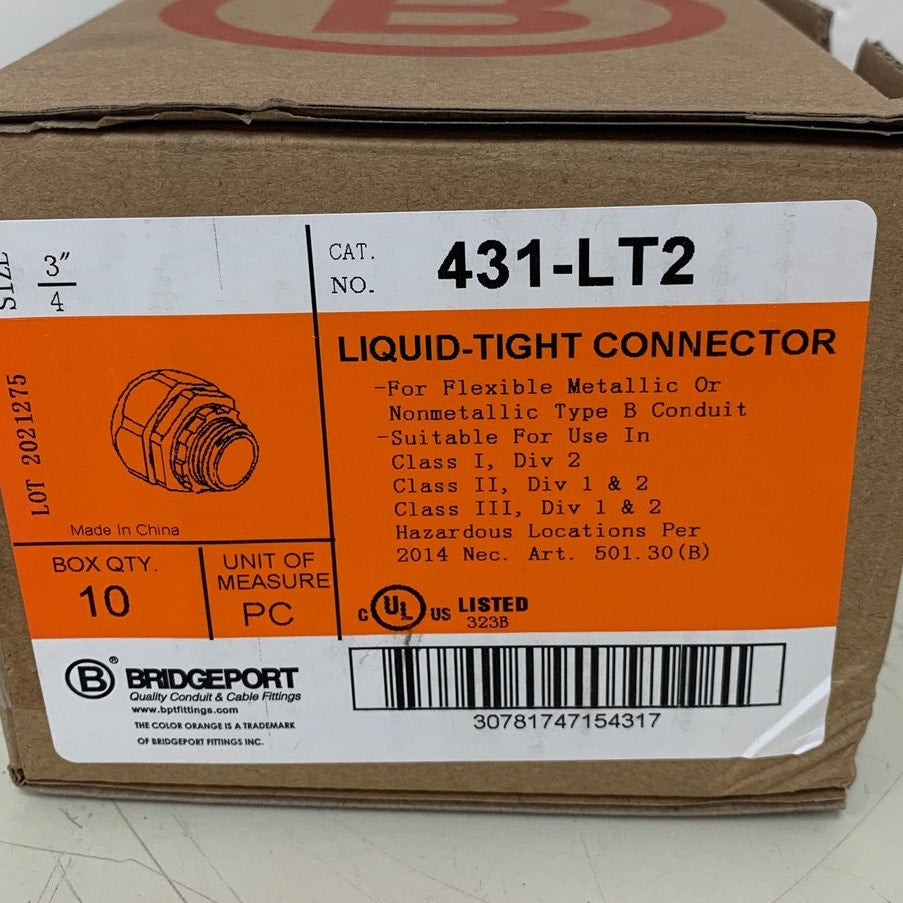 B
SIZE 3"
4
CAT.
NO. 431-LT2
LOT 2021275
Made In China
BOX QTY.
10
UNIT OF
MEASURE
PC
LIQUID-TIGHT CONNECTOR
-For Flexible Metallic Or
Nonmetallic Type B Conduit
-Suitable For Use In
Class I, Div 2
Class II, Div 1 & 2
Class III, Div 1 & 2
Hazardous Locations Per
2014 Nec. Art. 501.30(B)
C UL US LISTED
323B
B® BRIDGEPORT
Quality Conduit & Cable Fittings
www.bptfittings.com
THE COLOR ORANGE IS A TRADEMARK
OF BRIDGEPORT FITTINGS INC.
30781747154317